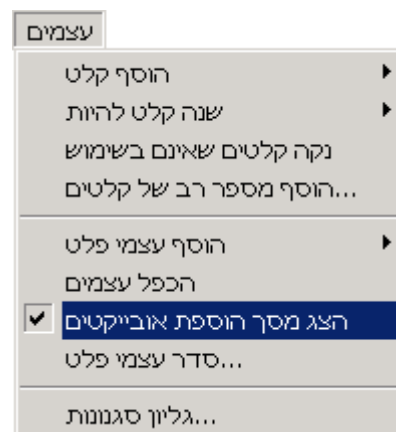 עצמים
הוסף קלט
שנה קלט להיות
נקה קלטים שאינם בשימוש
הוסף מספר רב של קלטים...
הוסף עצמי פלט
הכפל עצמים
הצג מסך הוספת אובייקטים
סדר עצמי פלט...
גליון סגנונות...